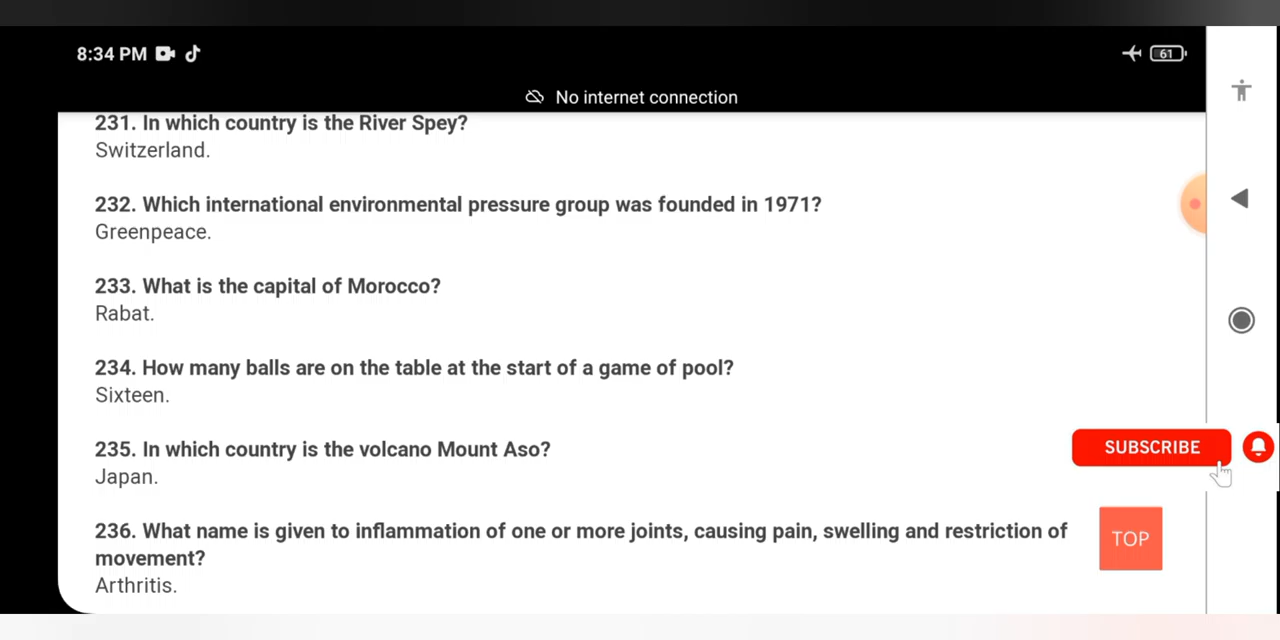 8:34 PM
61
No internet connection
231. In which country is the River Spey?
Switzerland.
232. Which international environmental pressure group was founded in 1971?
Greenpeace.
233. What is the capital of Morocco?
Rabat.
234. How many balls are on the table at the start of a game of pool?
Sixteen.
235. In which country is the volcano Mount Aso?
Japan.
SUBSCRIBE
236. What name is given to inflammation of one or more joints, causing pain, swelling and restriction of
movement?
Arthritis.
TOP